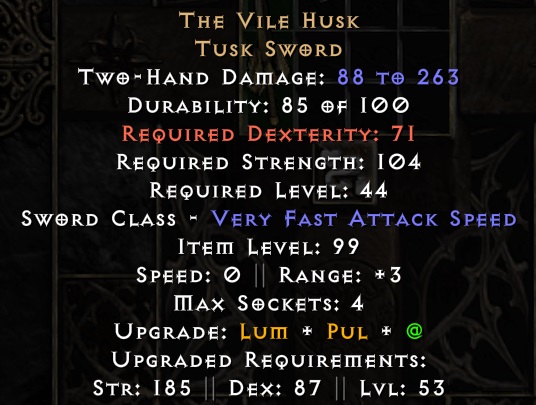 The Vile Husk
Tusk Sword
Two-Hand Damage: 88 to 263
Durability: 85 of 100
Required Dexterity: 71
Required Strength: 104
Required Level: 44
Sword Class - Very Fast Attack Speed
Item Level: 99
Speed: 0 || Range: +3
Max Sockets: 4
Upgrade: Lum + Pul + @
Upgraded Requirements:
Str: 185 || Dex: 87 || Lvl: 53